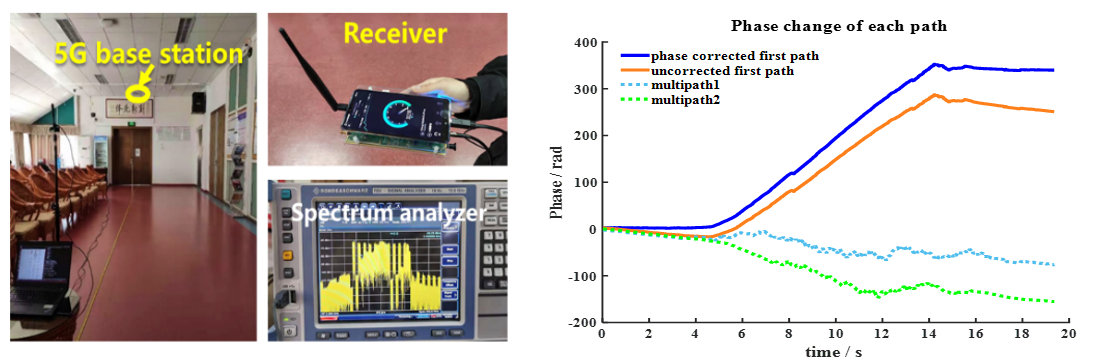 5G base station
Receiver
Spectrum analyzer
Phase change of each path
phase corrected first path
uncorrected first path
multipath1
multipath2
Phase / rad
400
300
200
100
0
-100
-200
0 2 4 6 8 10 12 14 16 18 20
time / s